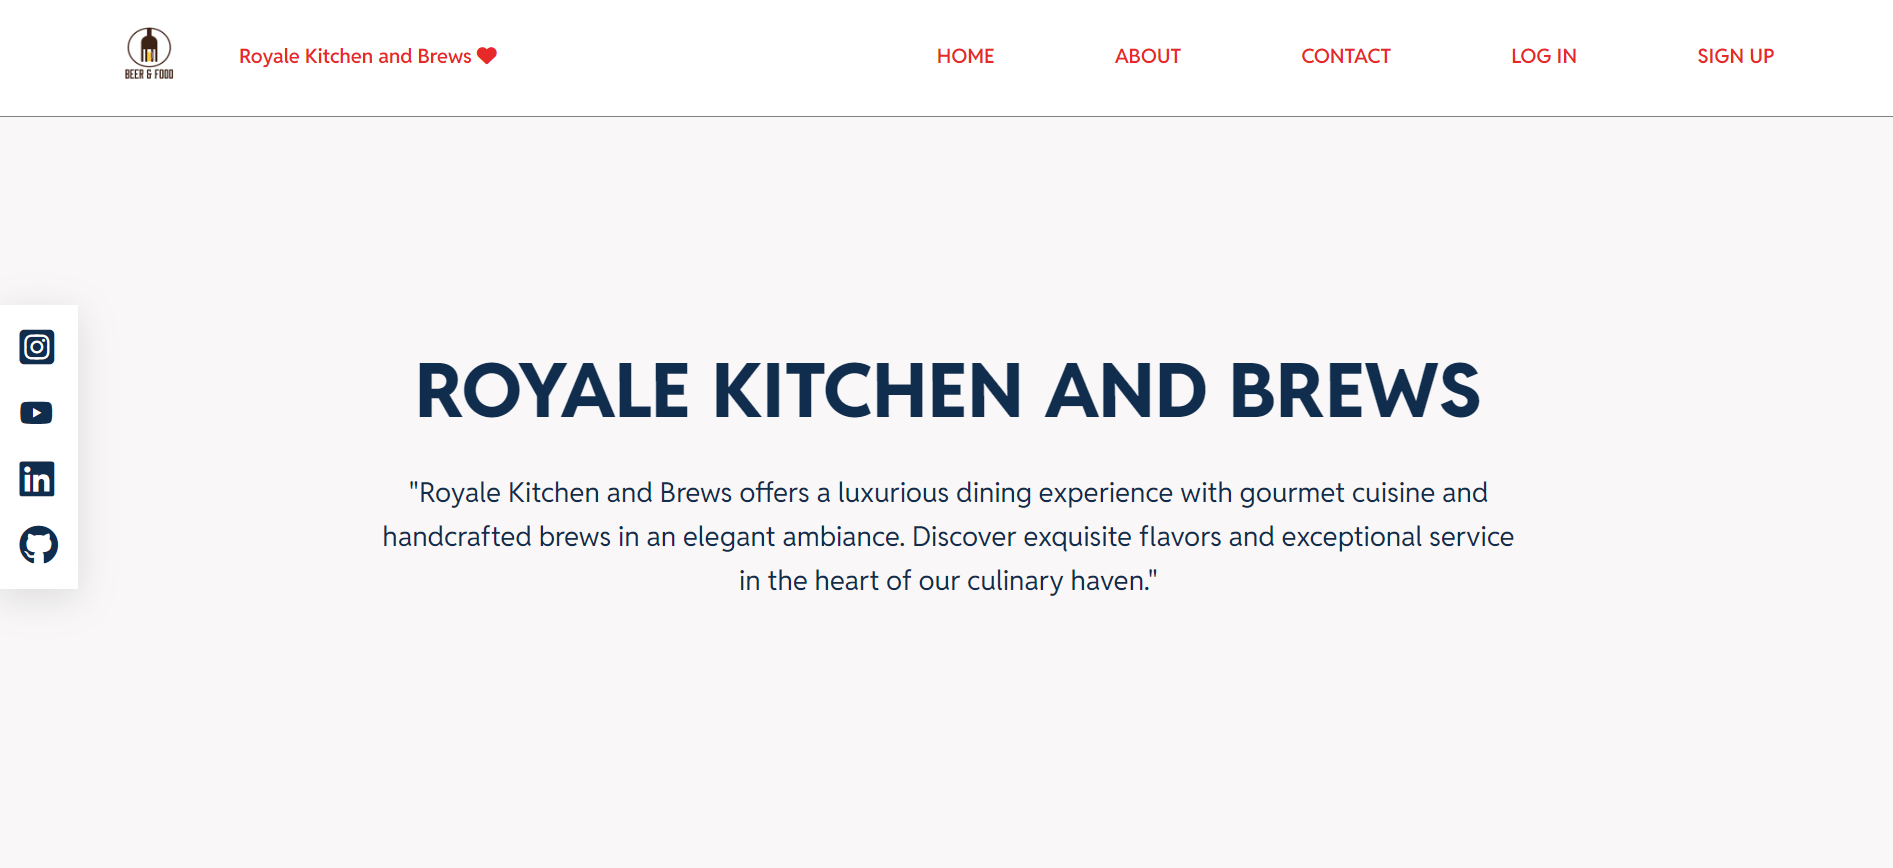 BEER & FOOD
Royale Kitchen and Brews
HOME
ABOUT
CONTACT
LOG IN
SIGN UP
in
ROYALE KITCHEN AND BREWS
"Royale Kitchen and Brews offers a luxurious dining experience with gourmet cuisine and
handcrafted brews in an elegant ambiance. Discover exquisite flavors and exceptional service
in the heart of our culinary haven."